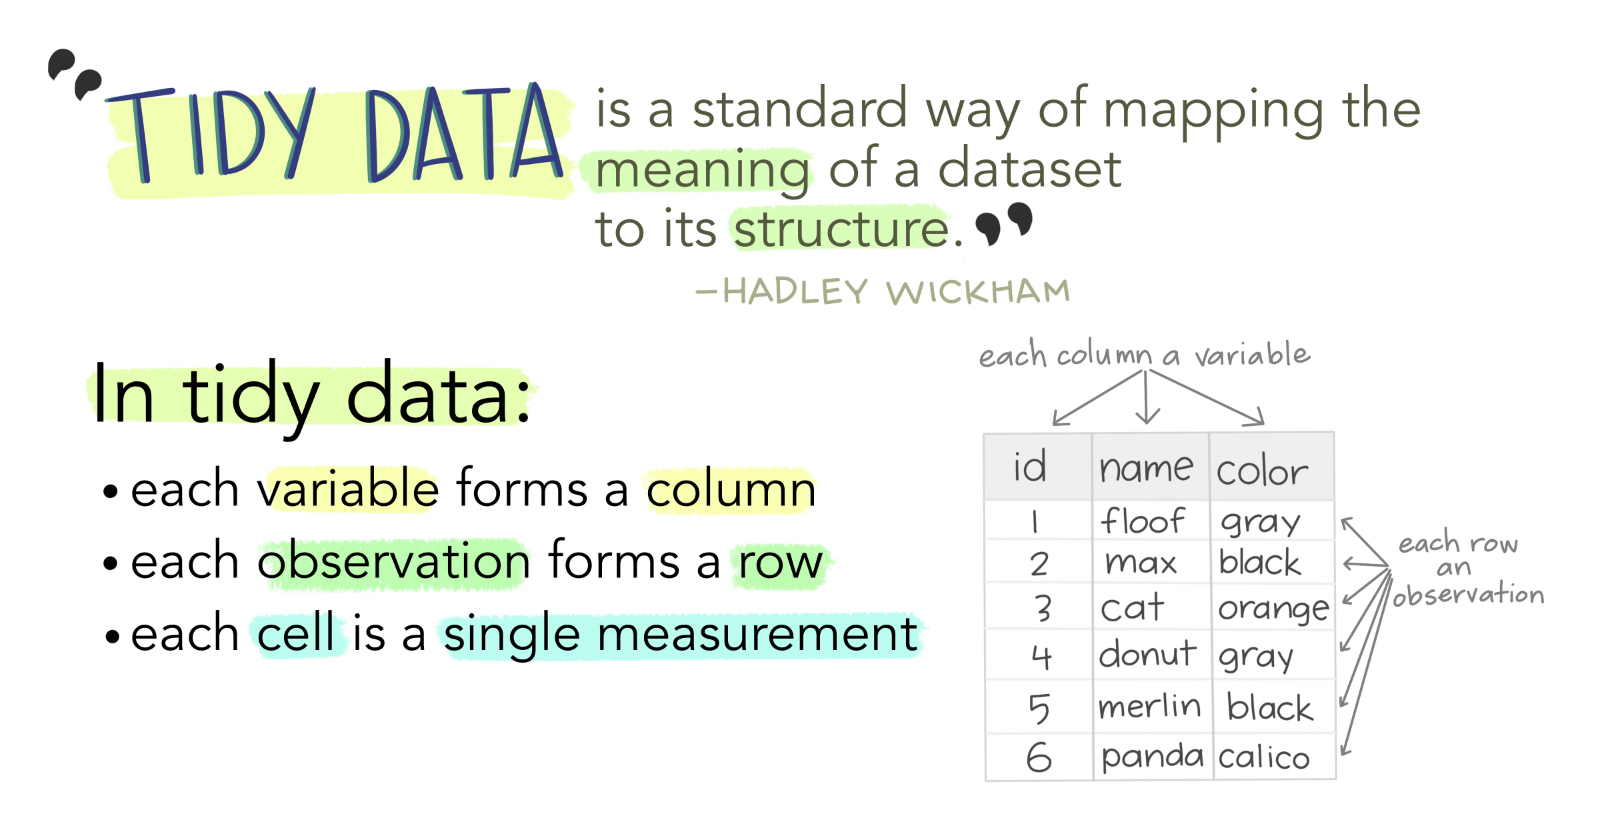 "TIDY DATA is a standard way of mapping the
meaning of a dataset
to its structure."
—HADLEY WICKHAM
In tidy data:
• each variable forms a column
• each observation forms a row
• each cell is a single measurement
each column a variable
id name color
1 floof gray
2 max black
3 cat orange
4 donut gray
5 merlin black
6 panda calico
each row
an
observation